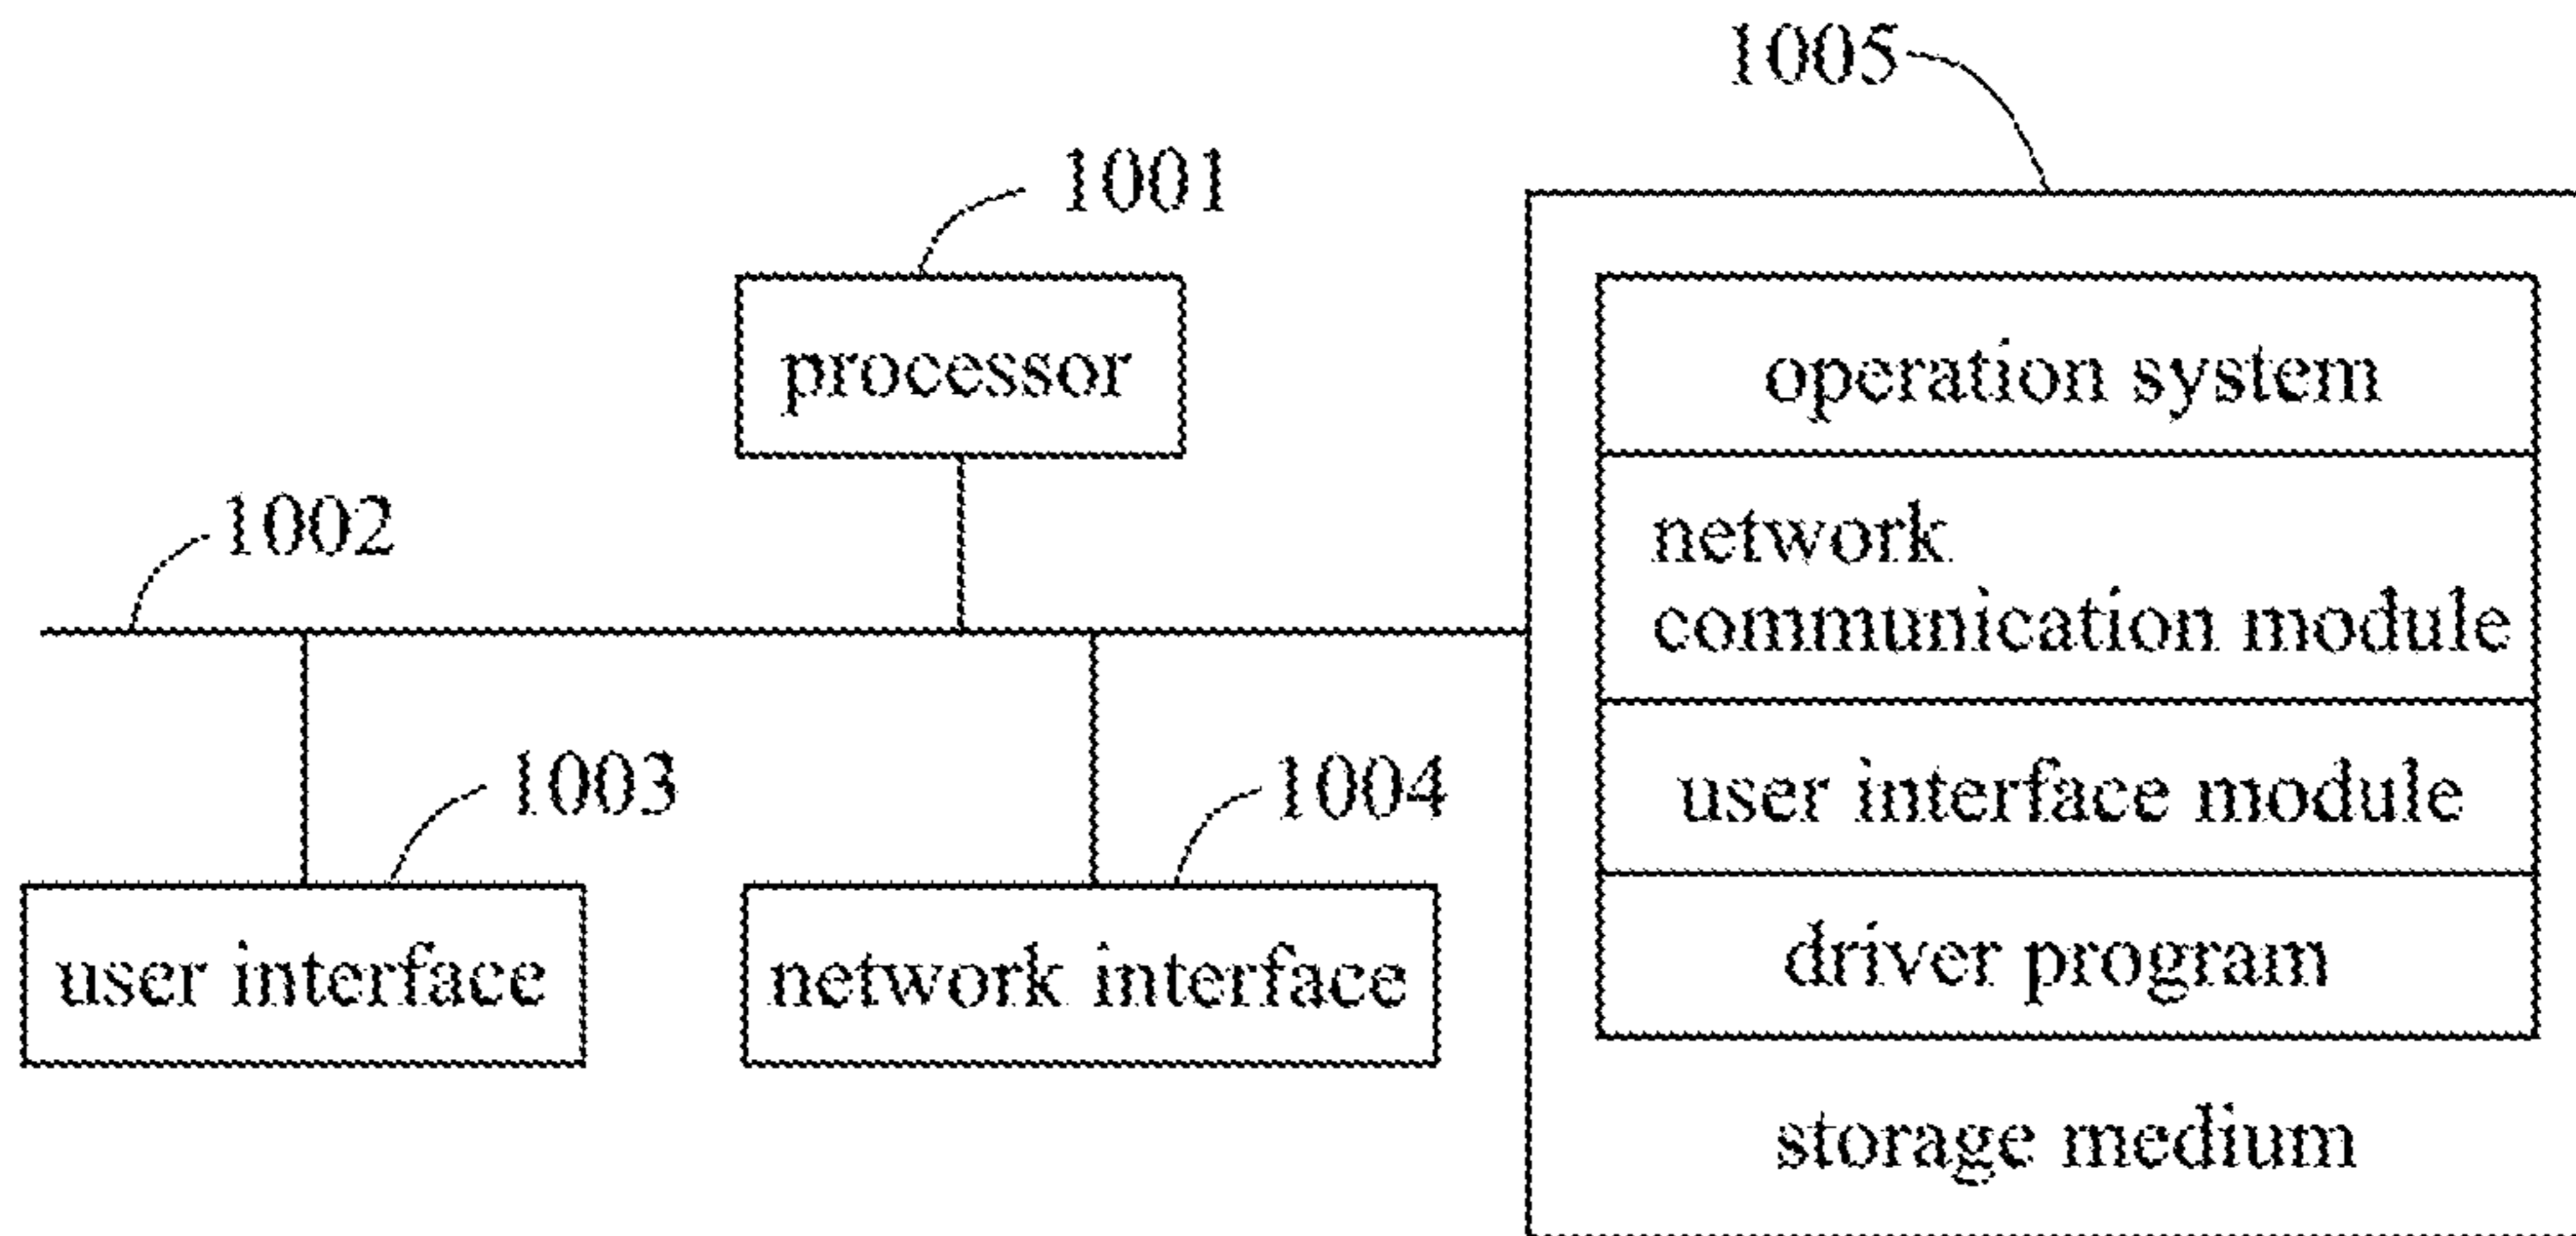 1005
1001
processor
operation system
1002
network
communication module
1003
1004
user interface module
user interface
network interface
driver program
storage medium